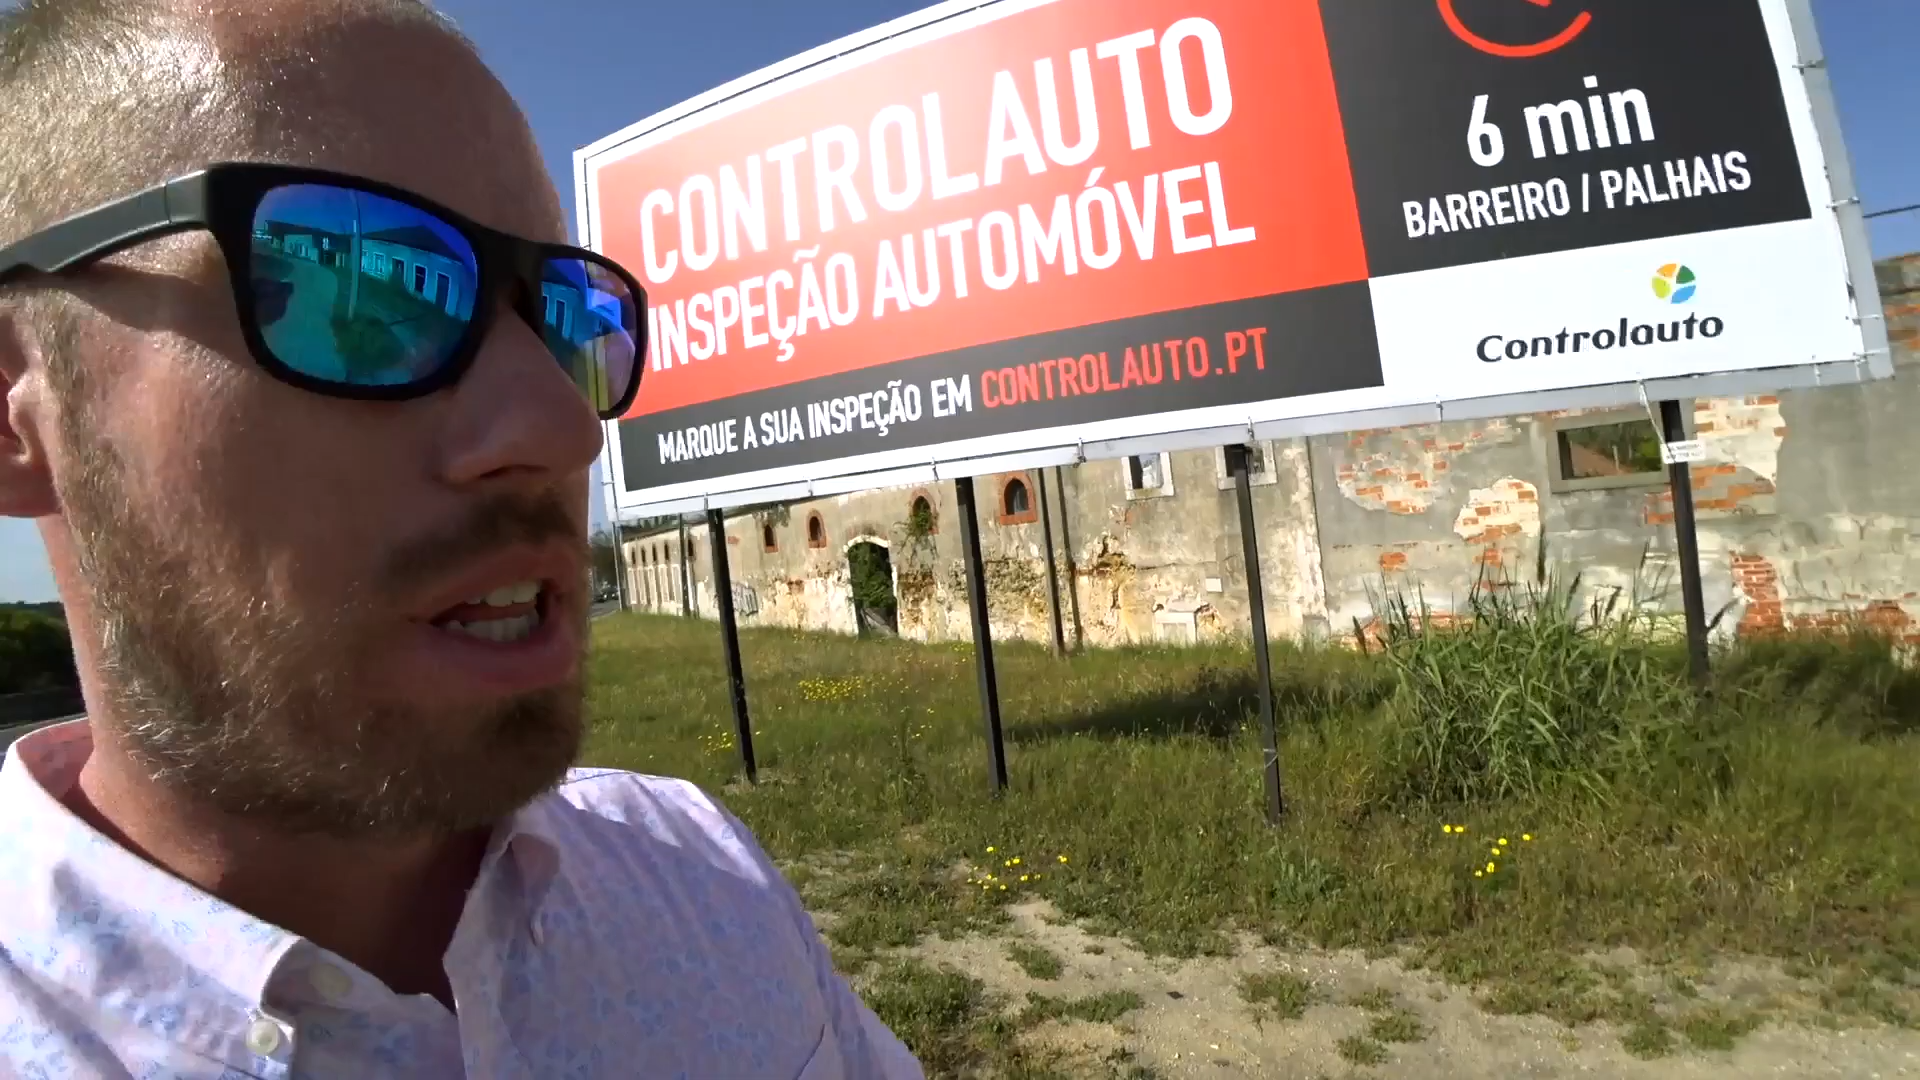 CONTROLAUTO
INSPEÇÃO AUTOMÓVEL
MARQUE A SUA INSPEÇÃO EM CONTROLAUTO.PT
6 min
BARREIRO / PALHAIS
Controlauto